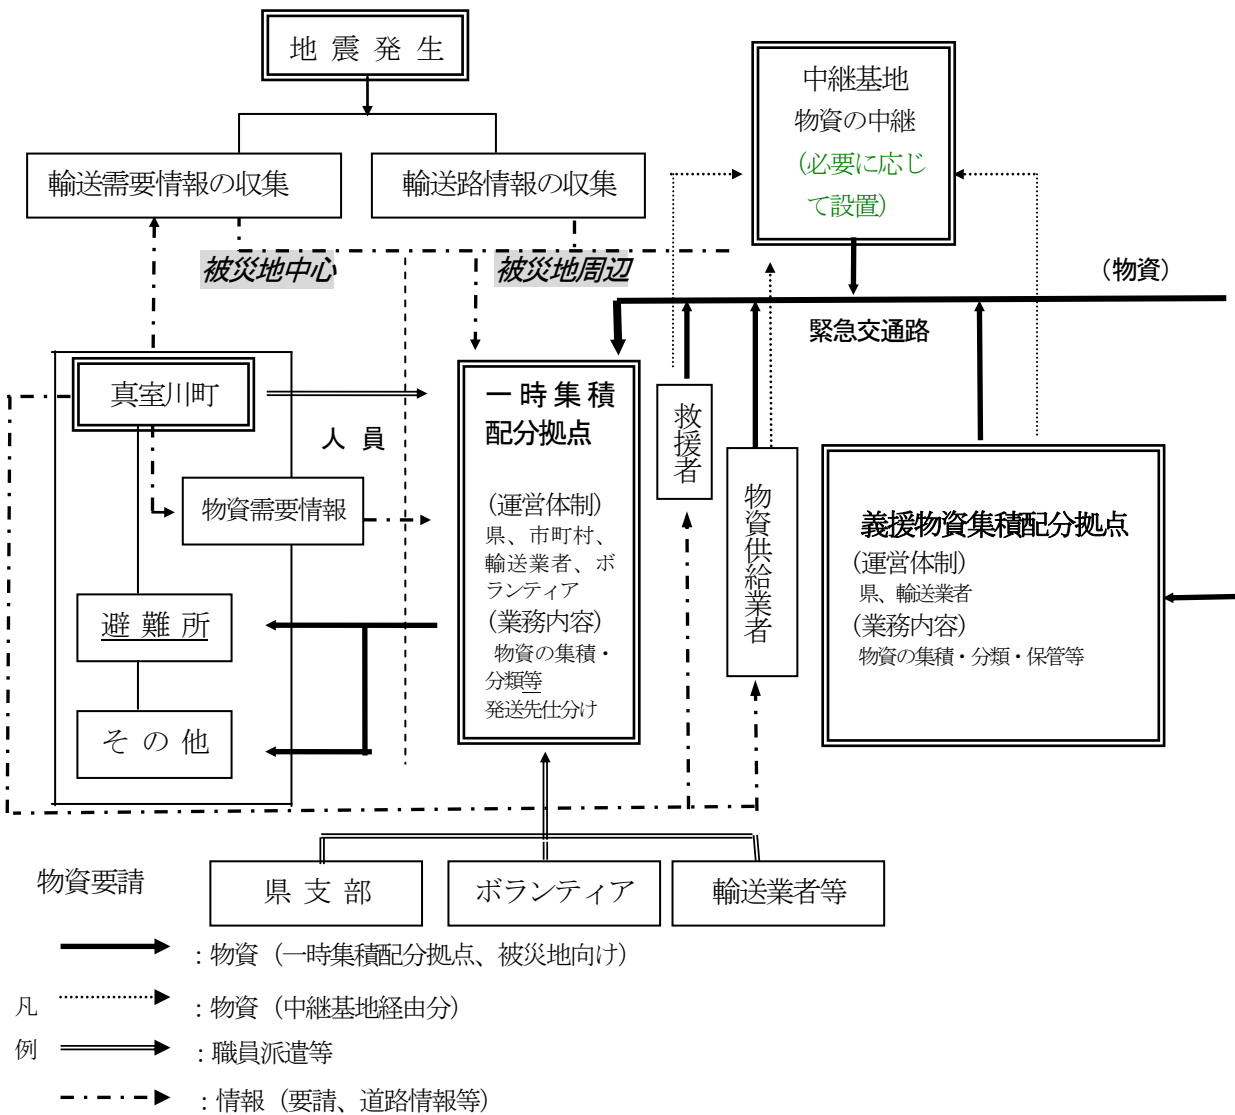 地 震 発 生
中継基地
物資の中継
(必要に応じ
て設置)
輸送需要情報の収集
輸送路情報の収集
被災地中心
被災地周辺
(物資)
緊急交通路
真室川町
人 員
物資需要情報
避 難 所
そ の 他
一 時 集 積
配分拠点
(運営体制)
県、市町村、
輸送業者、ボ
ランティア
(業務内容)
物資の集積・
分類等
発送先仕分け
救援者
物資供給業者
義援物資集積配分拠点
(運営体制)
県、輸送業者
(業務内容)
物資の集積・分類・保管等
物資要請
県 支 部
ボランティア
輸送業者等
凡
例
:物資(一時集積配分拠点、被災地向け)
:物資(中継基地経由分)
:職員派遣等
:情報(要請、道路情報等)